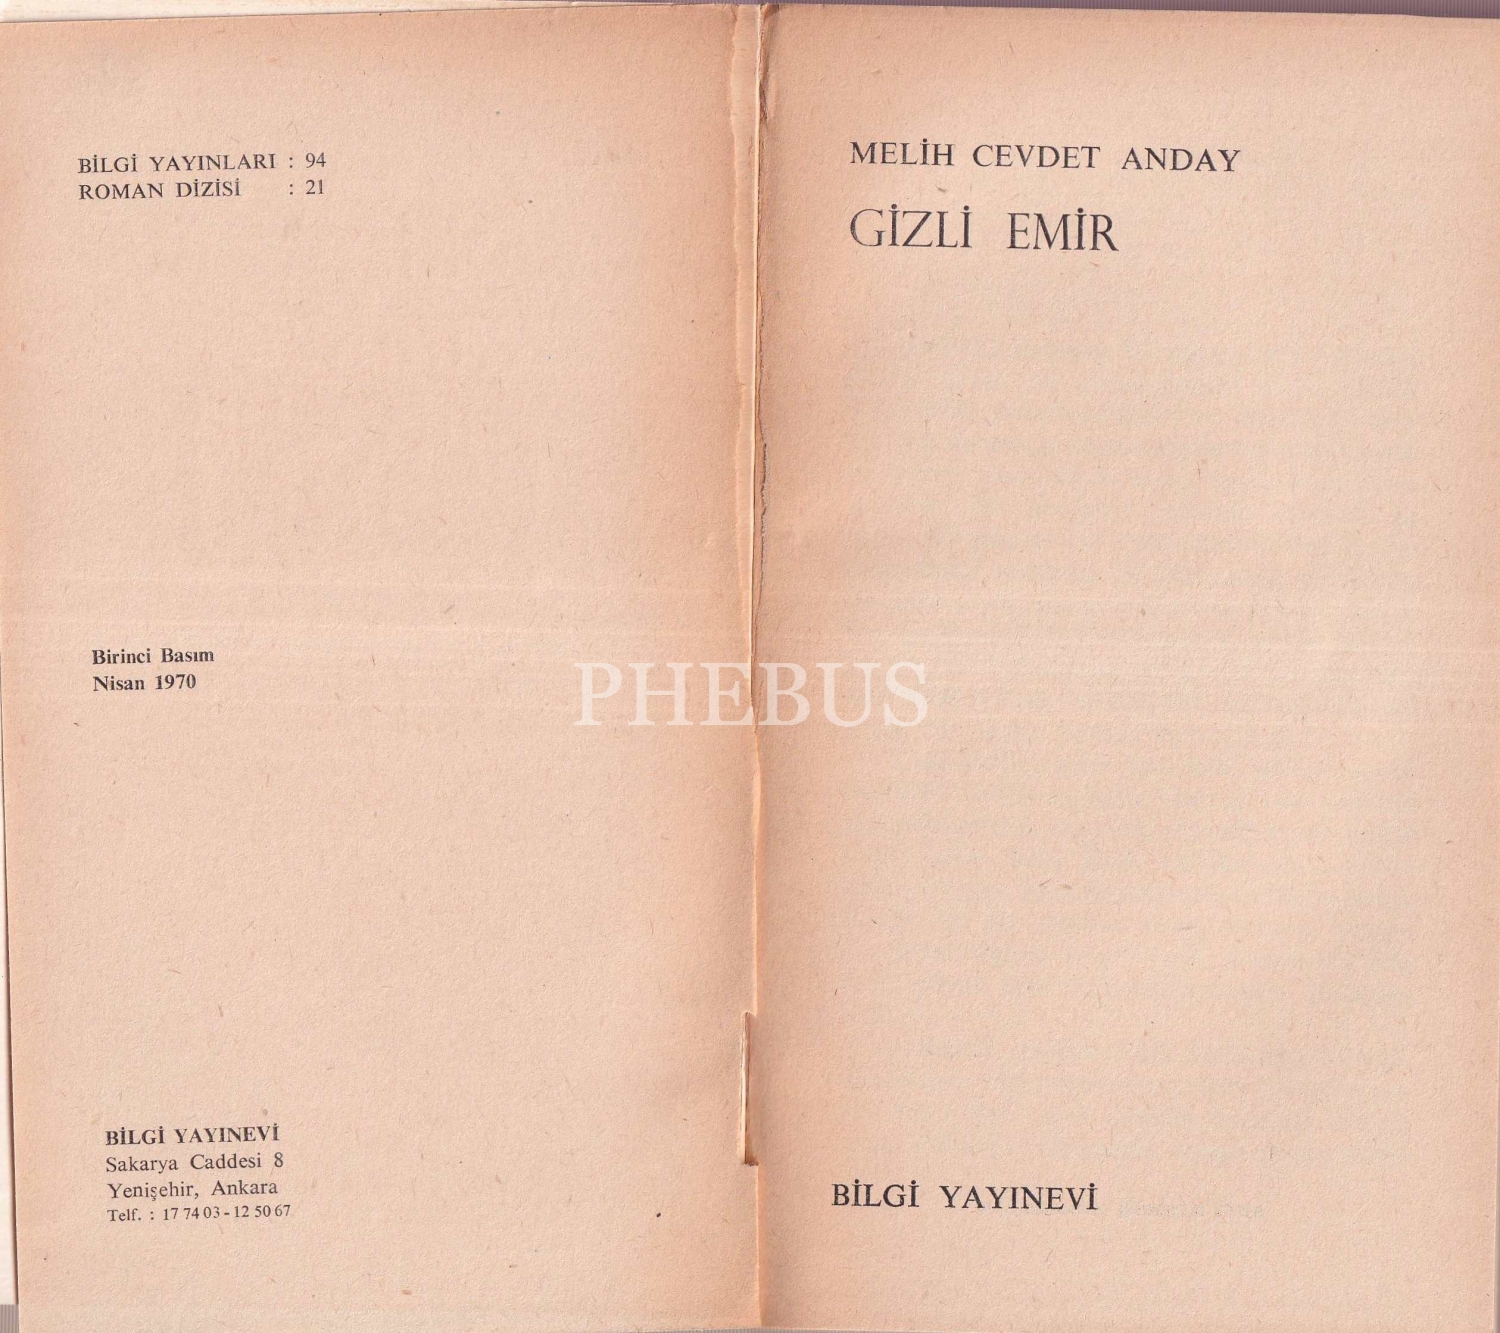 BİLGİ YAYINLARI : 94
ROMAN DİZİSİ : 21
Birinci Basım
Nisan 1970
BİLGİ YAYINEVİ
Sakarya Caddesi 8
Yenişehir, Ankara
Telf. : 17 74 03 - 12 50 67
MELİH CEVDET ANDAY
GİZLİ EMİR
BİLGİ YAYINEVİ
PHEBUS